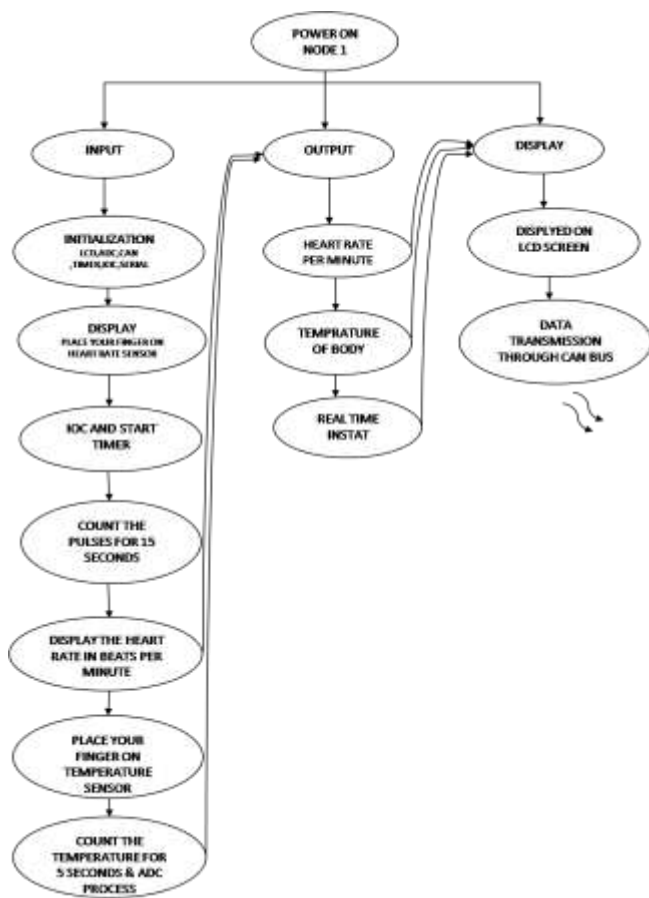 POWER ON
NODE 1
INPUT
OUTPUT
DISPLAY
INITIALIZATION
LCD,ADC,CAN
,TIMER,IOC,SERIAL
DISPLAY
PLACE YOUR FINGER ON
HEART RATE SENSOR
IOC AND START
TIMER
COUNT THE
PULSES FOR 15
SECONDS
DISPLAY THE HEART
RATE IN BEATS PER
MINUTE
PLACE YOUR
FINGER ON
TEMPERATURE
SENSOR
COUNT THE
TEMPERATURE FOR
5 SECONDS & ADC
PROCESS
HEART RATE
PER MINUTE
TEMPRATURE
OF BODY
REAL TIME
INSTAT
DISPLYED ON
LCD SCREEN
DATA
TRANSMISSION
THROUGH CAN BUS